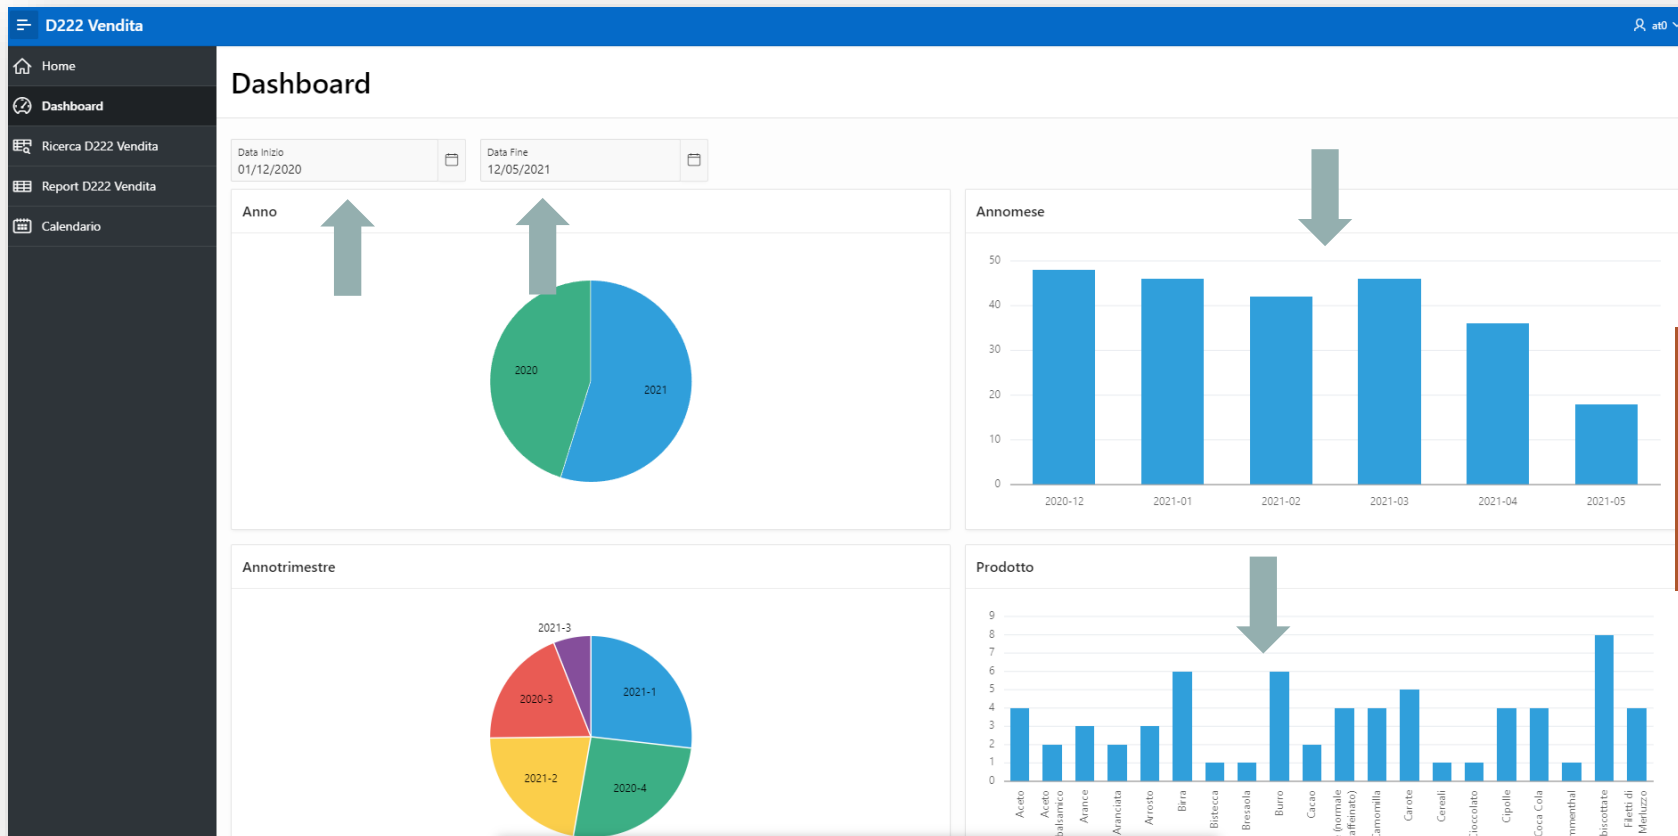 D222 Vendita
at0
Home
Dashboard
Ricerca D222 Vendita
Report D222 Vendita
Calendario
Dashboard
Data Inizio
01/12/2020
Data Fine
12/05/2021
Anno
2020
2021
Annomese
50
40
30
20
10
0
2020-12
2021-01
2021-02
2021-03
2021-04
2021-05
Annotrimestre
2021-3
2021-1
2020-3
2021-2
2020-4
Prodotto
9
8
7
6
5
4
3
2
1
0
Aceto
Aceto
balsamico
Arance
Aranciata
Arrosto
Birra
Bistecca
Bresaola
Burro
Cacao
(normale
affeinato)
Camomilla
Carote
Cereali
ioccolato
Cipolle
Coca Cola
mmenthal
biscottate
Filetti di
Merluzzo